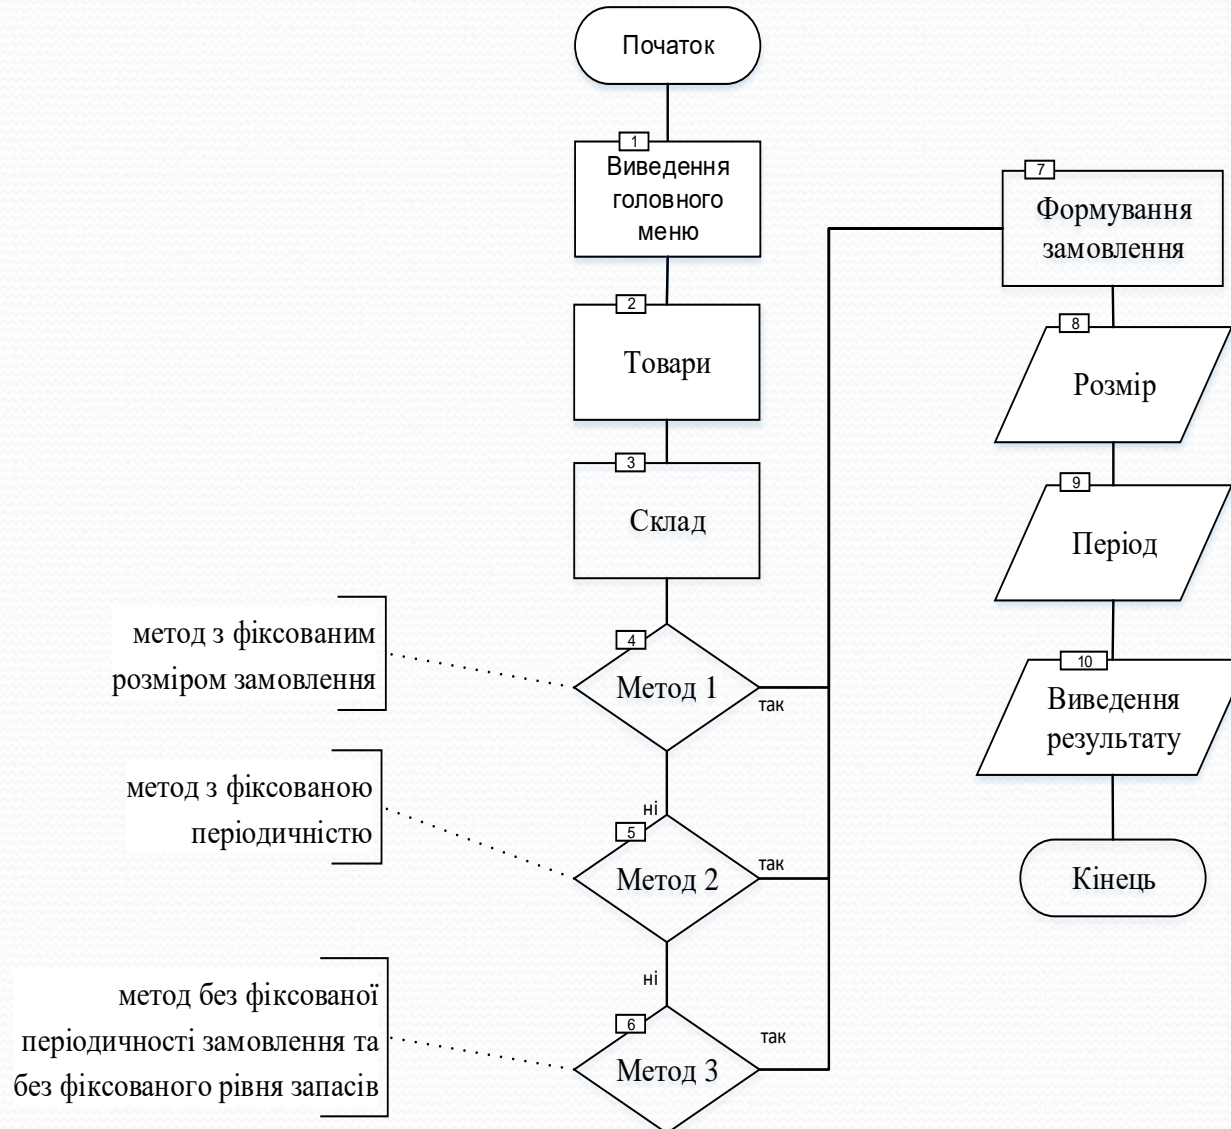 Початок
1
Виведення
головного
меню
2
Товари
3
Склад
4
Метод 1
так
метод з фіксованим
розміром замовлення
ні
5
Метод 2
так
метод з фіксованою
періодичністю
ні
6
Метод 3
так
метод без фіксованої
періодичності замовлення та
без фіксованого рівня запасів
7
Формування
замовлення
8
Розмір
9
Період
10
Виведення
результату
Кінець